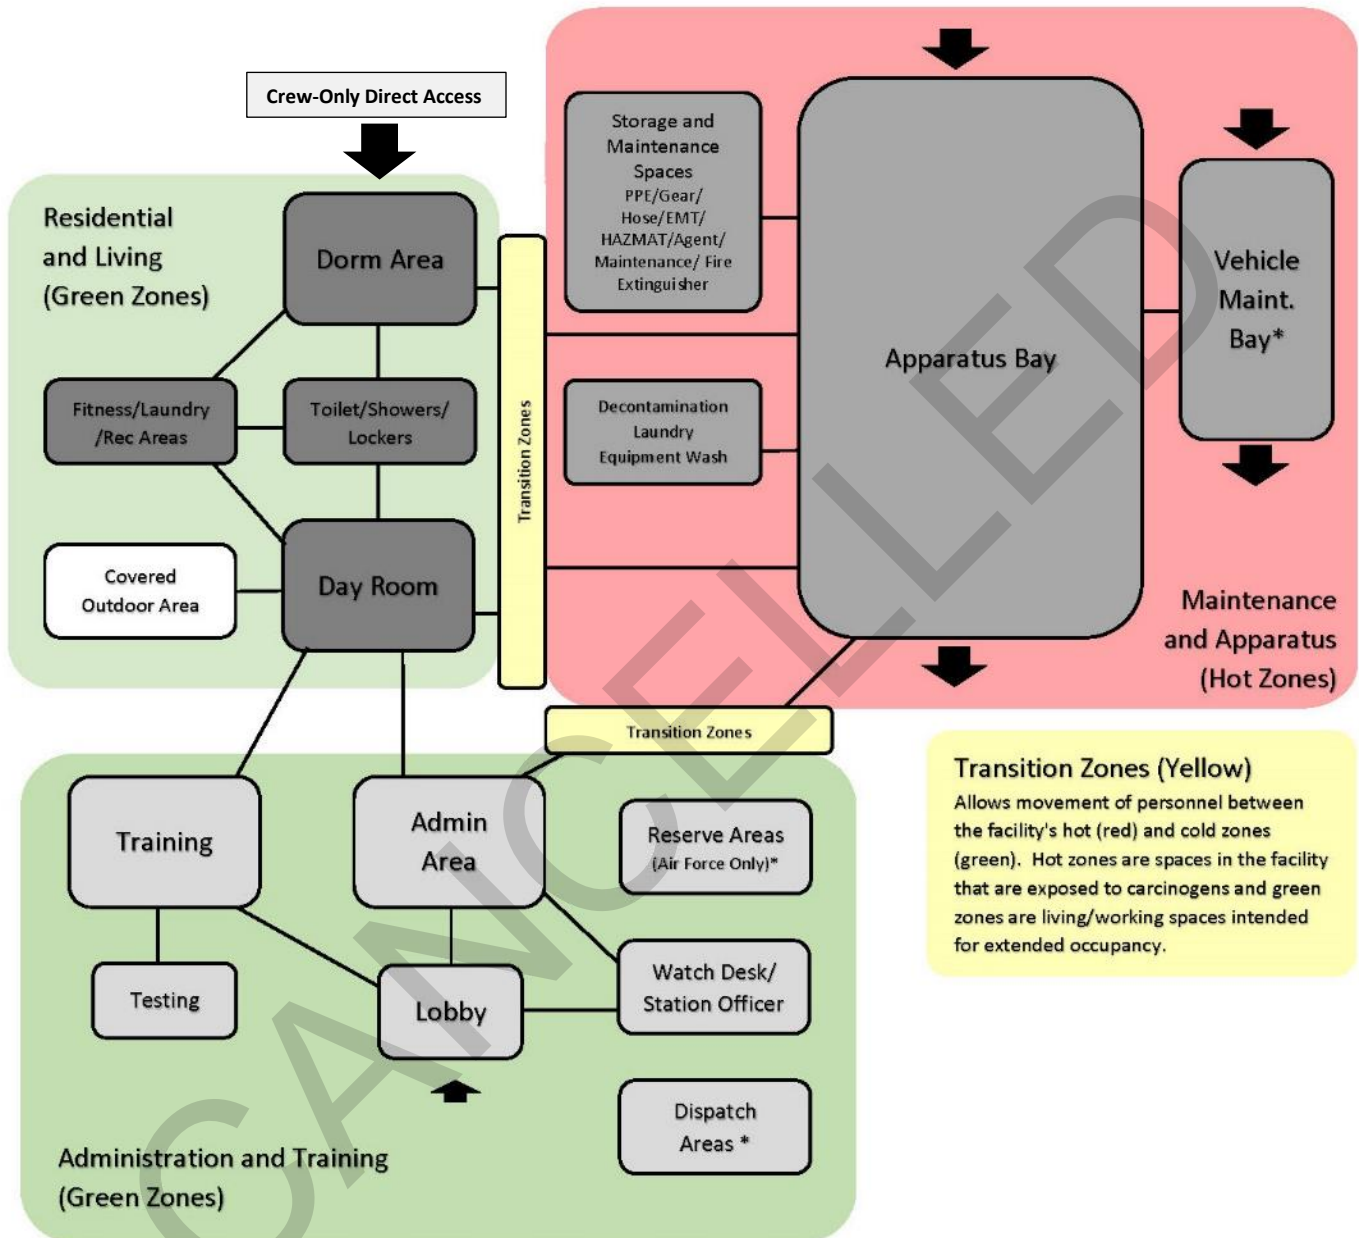 Crew-Only Direct Access
Residential
and Living
(Green Zones)
Dorm Area
Fitness/Laundry
/Rec Areas
Toilet/Showers/
Lockers
Covered
Outdoor Area
Day Room
Transition Zones
Storage and
Maintenance
Spaces
PPE/Gear/
Hose/EMT/
HAZMAT/Agent/
Maintenance/ Fire
Extinguisher
Decontamination
Laundry
Equipment Wash
Apparatus Bay
Vehicle
Maint.
Bay*
Maintenance
and Apparatus
(Hot Zones)
Transition Zones
Training
Admin
Area
Reserve Areas
(Air Force Only)*
Testing
Lobby
Watch Desk/
Station Officer
Dispatch
Areas *
Administration and Training
(Green Zones)
Transition Zones (Yellow)
Allows movement of personnel between
the facility's hot (red) and cold zones
(green). Hot zones are spaces in the facility
that are exposed to carcinogens and green
zones are living/working spaces intended
for extended occupancy.
CANCELLED